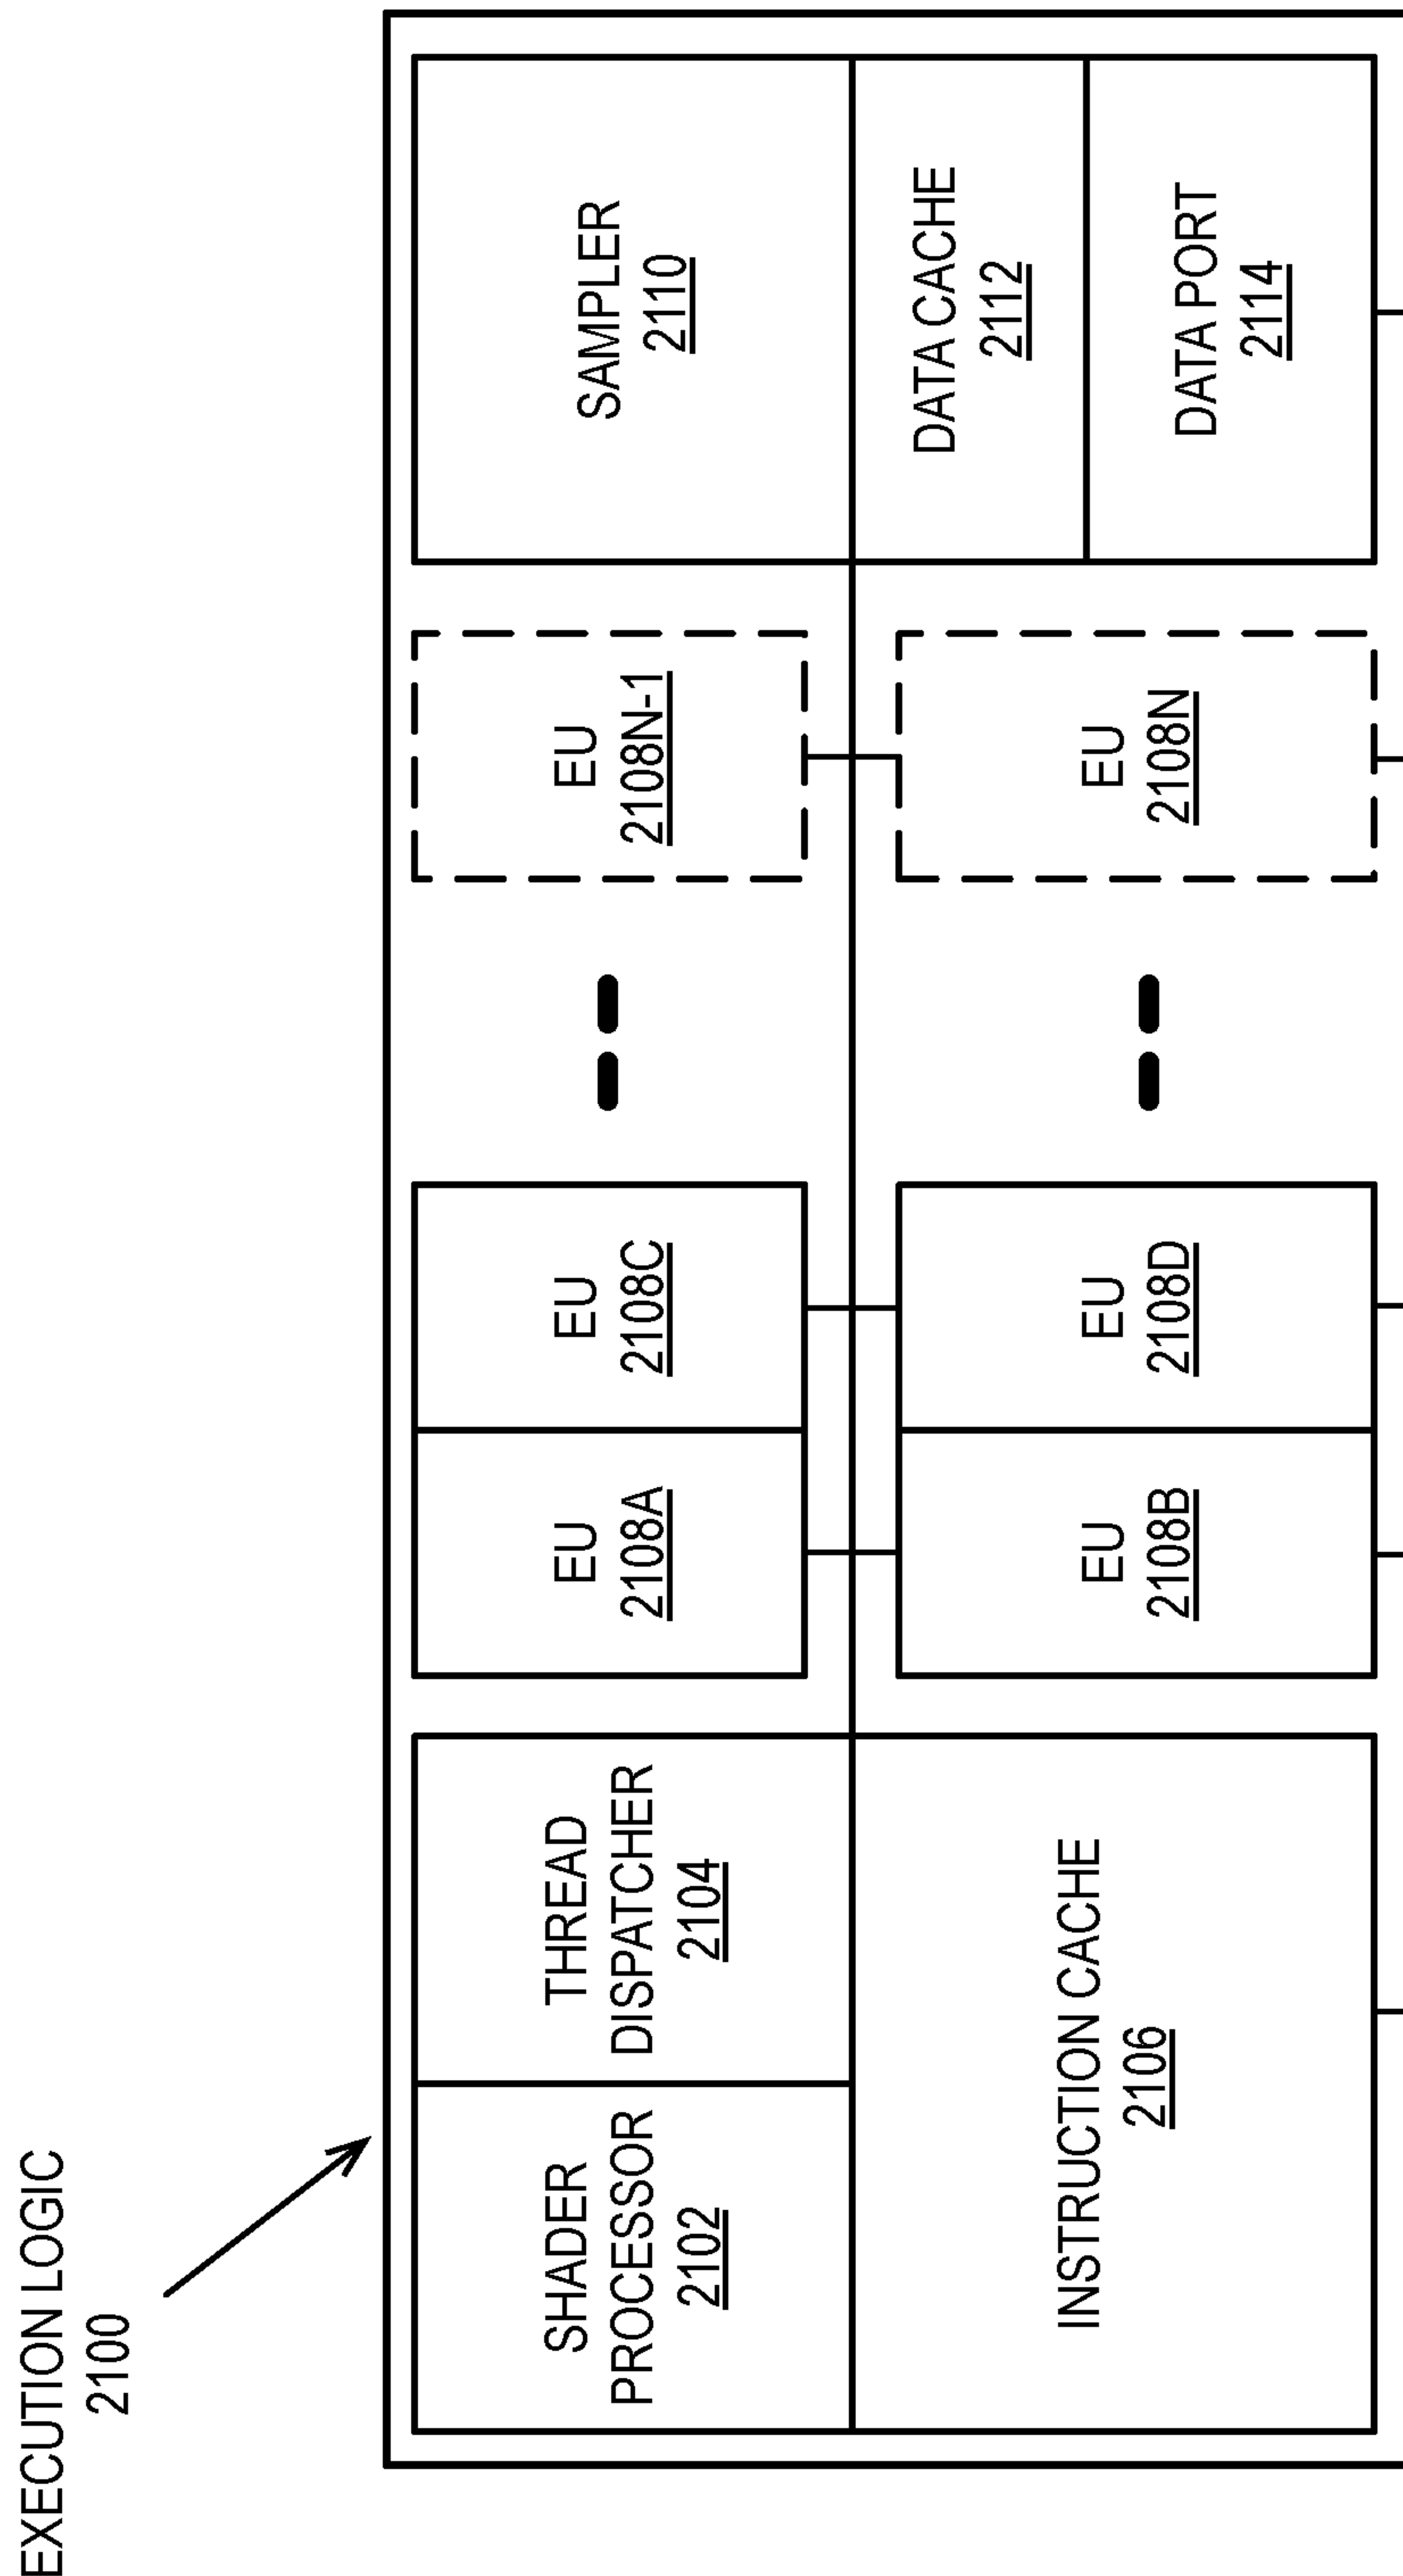 EXECUTION LOGIC
2100
SHADER
PROCESSOR
2102
THREAD
DISPATCHER
2104
INSTRUCTION CACHE
2106
EU
2108A
EU
2108C
EU
2108B
EU
2108D
EU
2108N-1
EU
2108N
SAMPLER
2110
DATA CACHE
2112
DATA PORT
2114